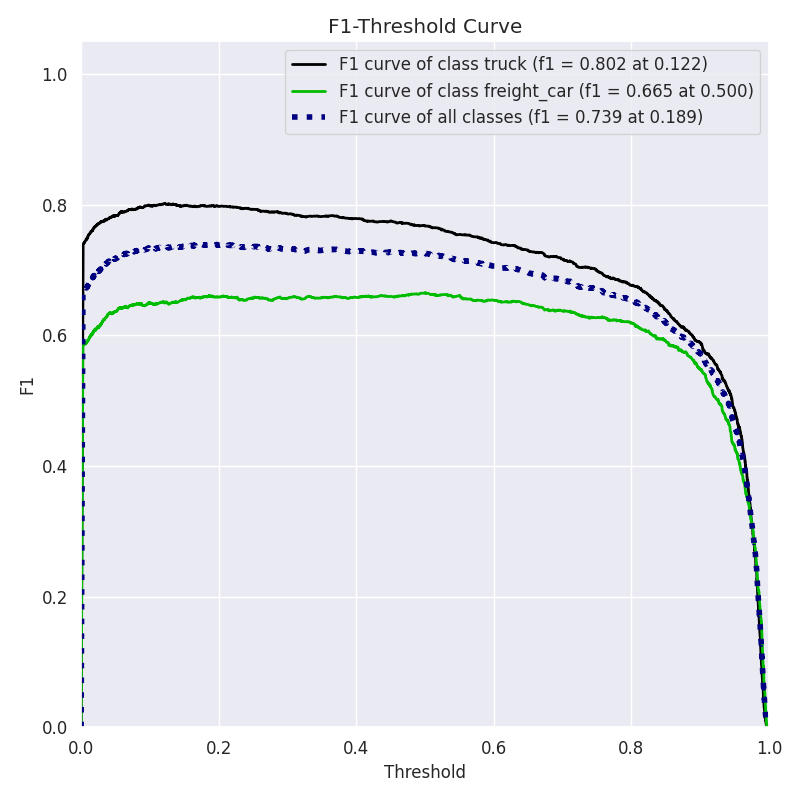 F1-Threshold Curve
F1 curve of class truck (f1 = 0.802 at 0.122)
F1 curve of class freight_car (f1 = 0.665 at 0.500)
F1 curve of all classes (f1 = 0.739 at 0.189)
1.0
0.8
0.6
0.4
0.2
0.0
F1
0.0 0.2 0.4 0.6 0.8 1.0
Threshold